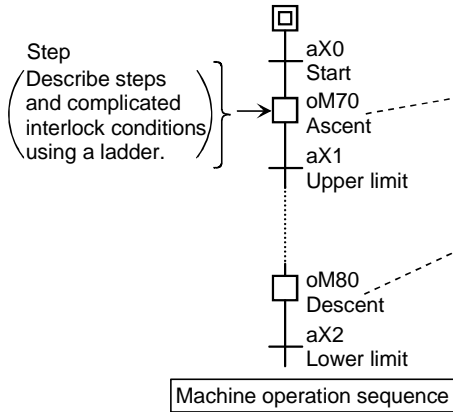 Step
Describe steps
and complicated
interlock conditions
using a ladder.
aX0
Start
oM70
Ascent
aX1
Upper limit
oM80
Descent
aX2
Lower limit
Machine operation sequence